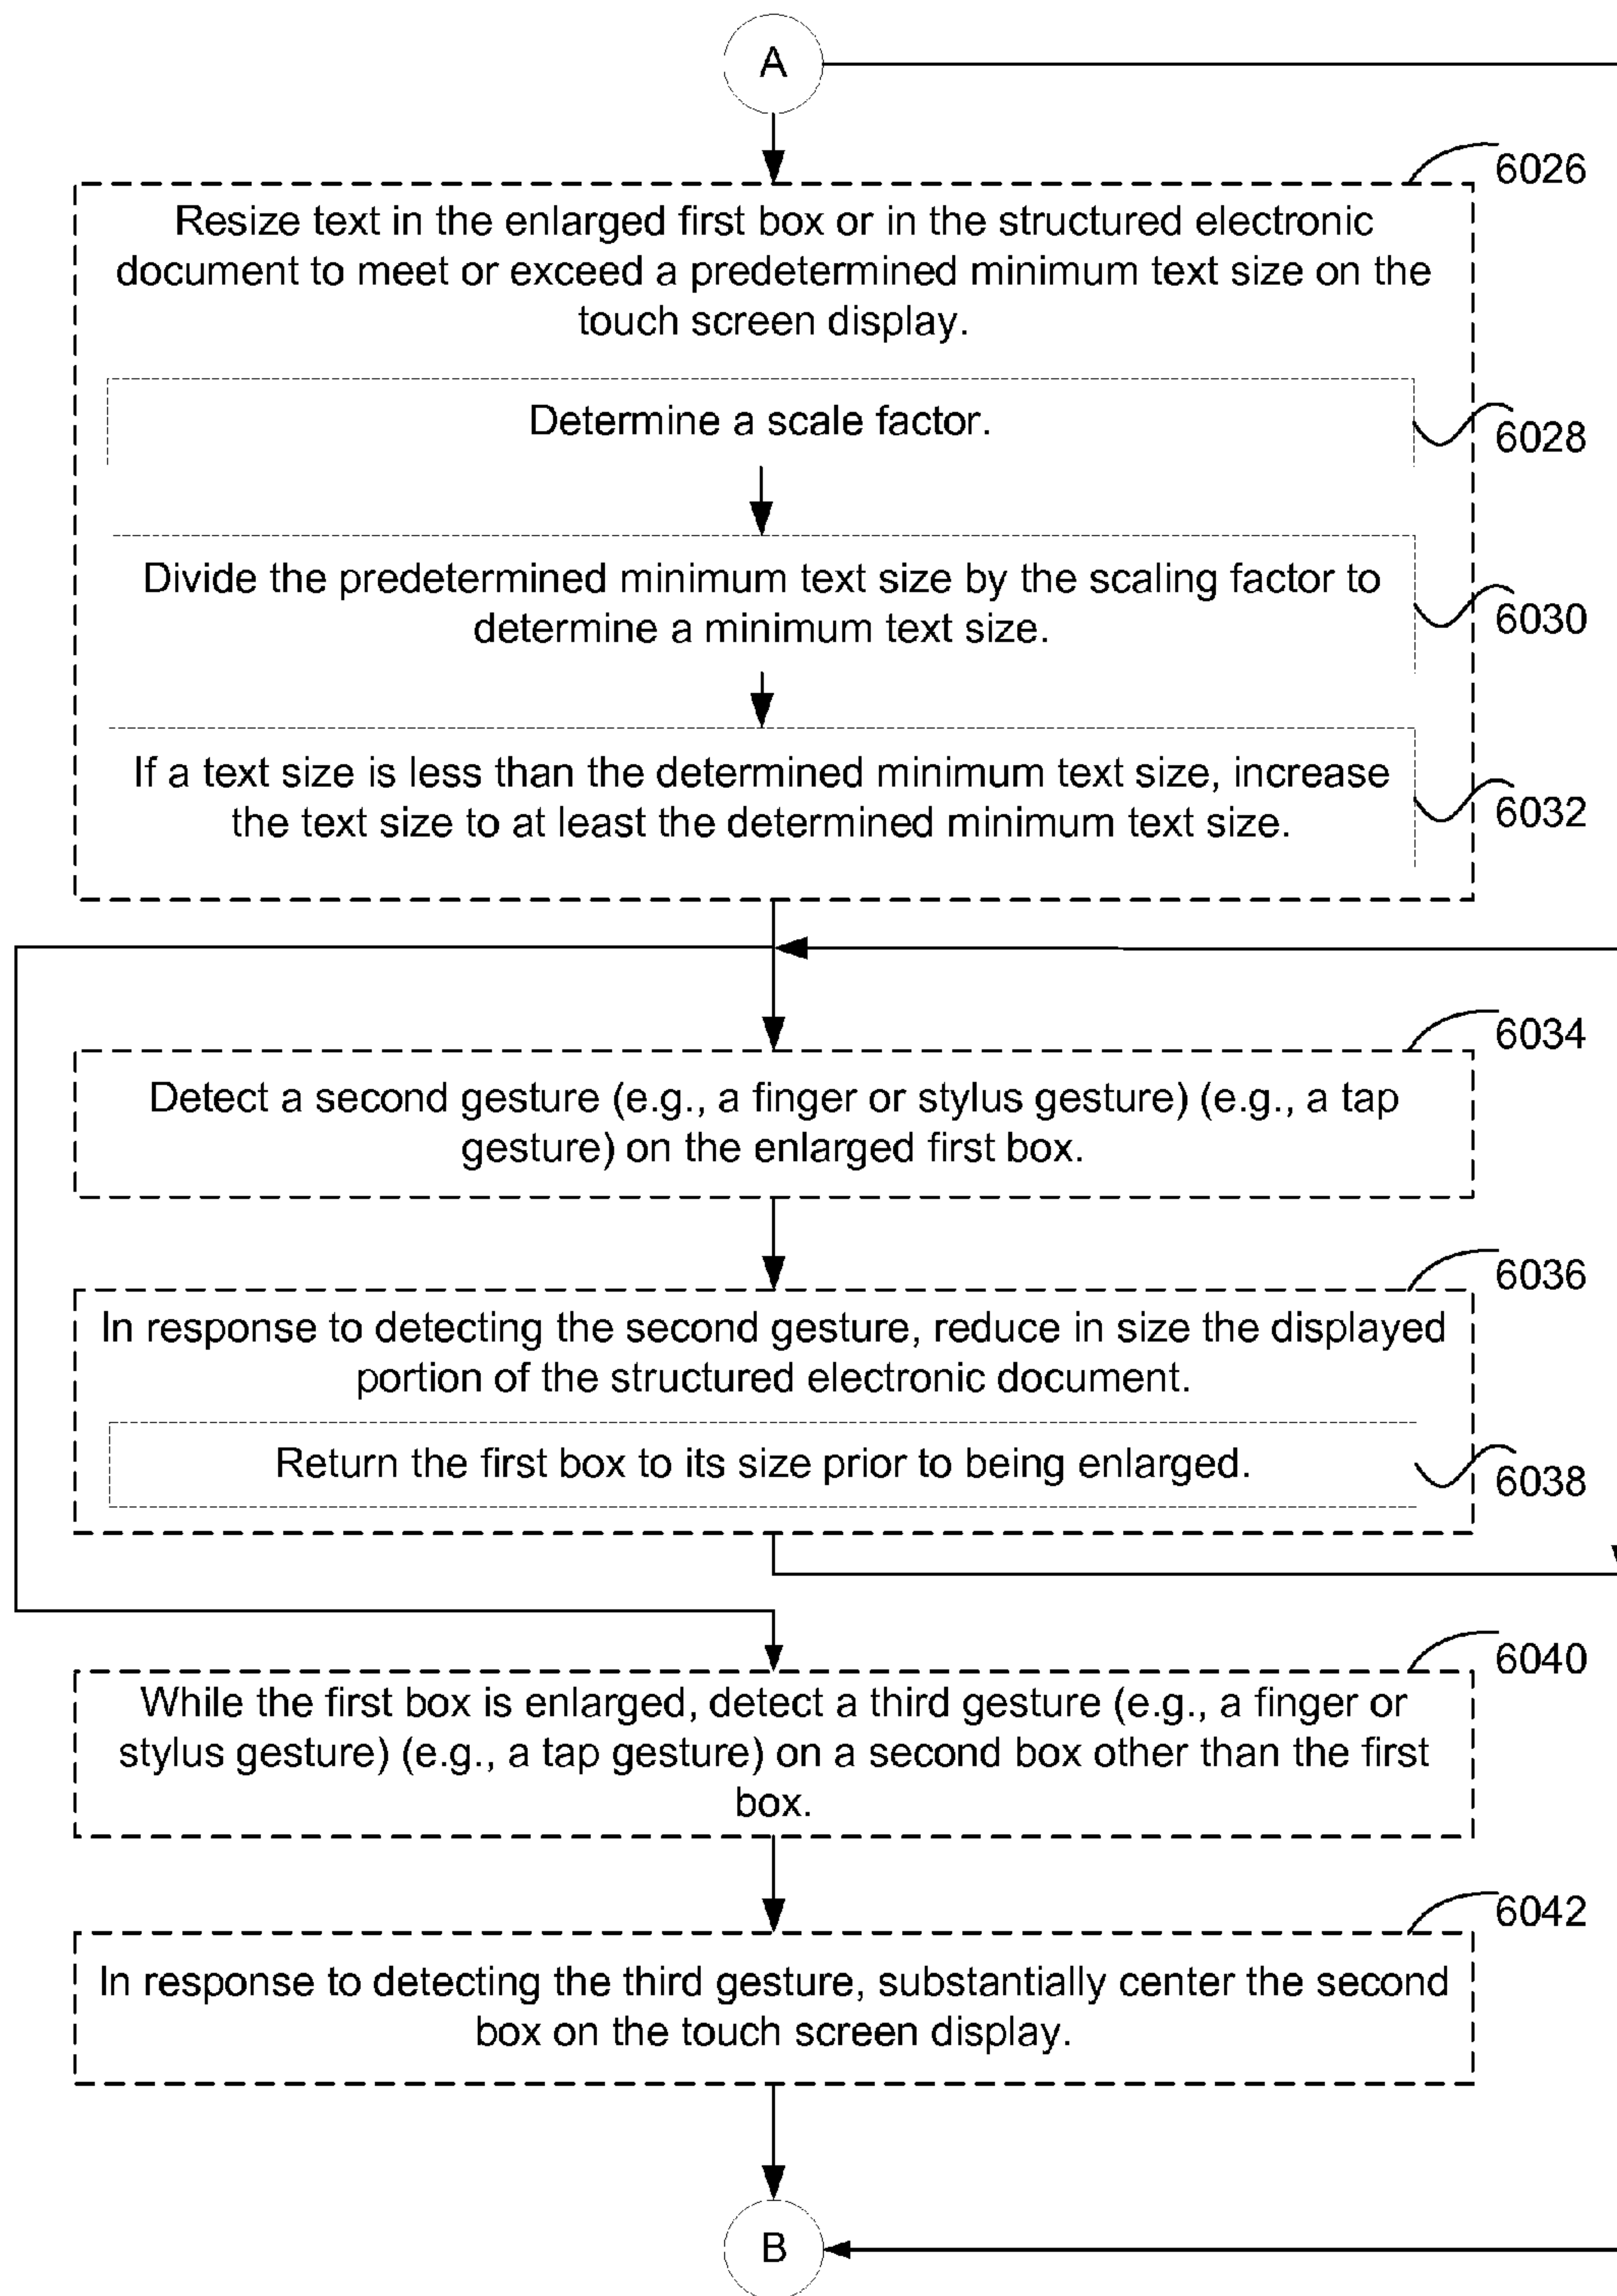 A
6026
Resize text in the enlarged first box or in the structured electronic
document to meet or exceed a predetermined minimum text size on the
touch screen display.
Determine a scale factor.
6028
Divide the predetermined minimum text size by the scaling factor to
determine a minimum text size.
6030
If a text size is less than the determined minimum text size, increase
the text size to at least the determined minimum text size.
6032
6034
Detect a second gesture (e.g., a finger or stylus gesture) (e.g., a tap
gesture) on the enlarged first box.
6036
In response to detecting the second gesture, reduce in size the displayed
portion of the structured electronic document.
Return the first box to its size prior to being enlarged.
6038
6040
While the first box is enlarged, detect a third gesture (e.g., a finger or
stylus gesture) (e.g., a tap gesture) on a second box other than the first
box.
6042
In response to detecting the third gesture, substantially center the second
box on the touch screen display.
B